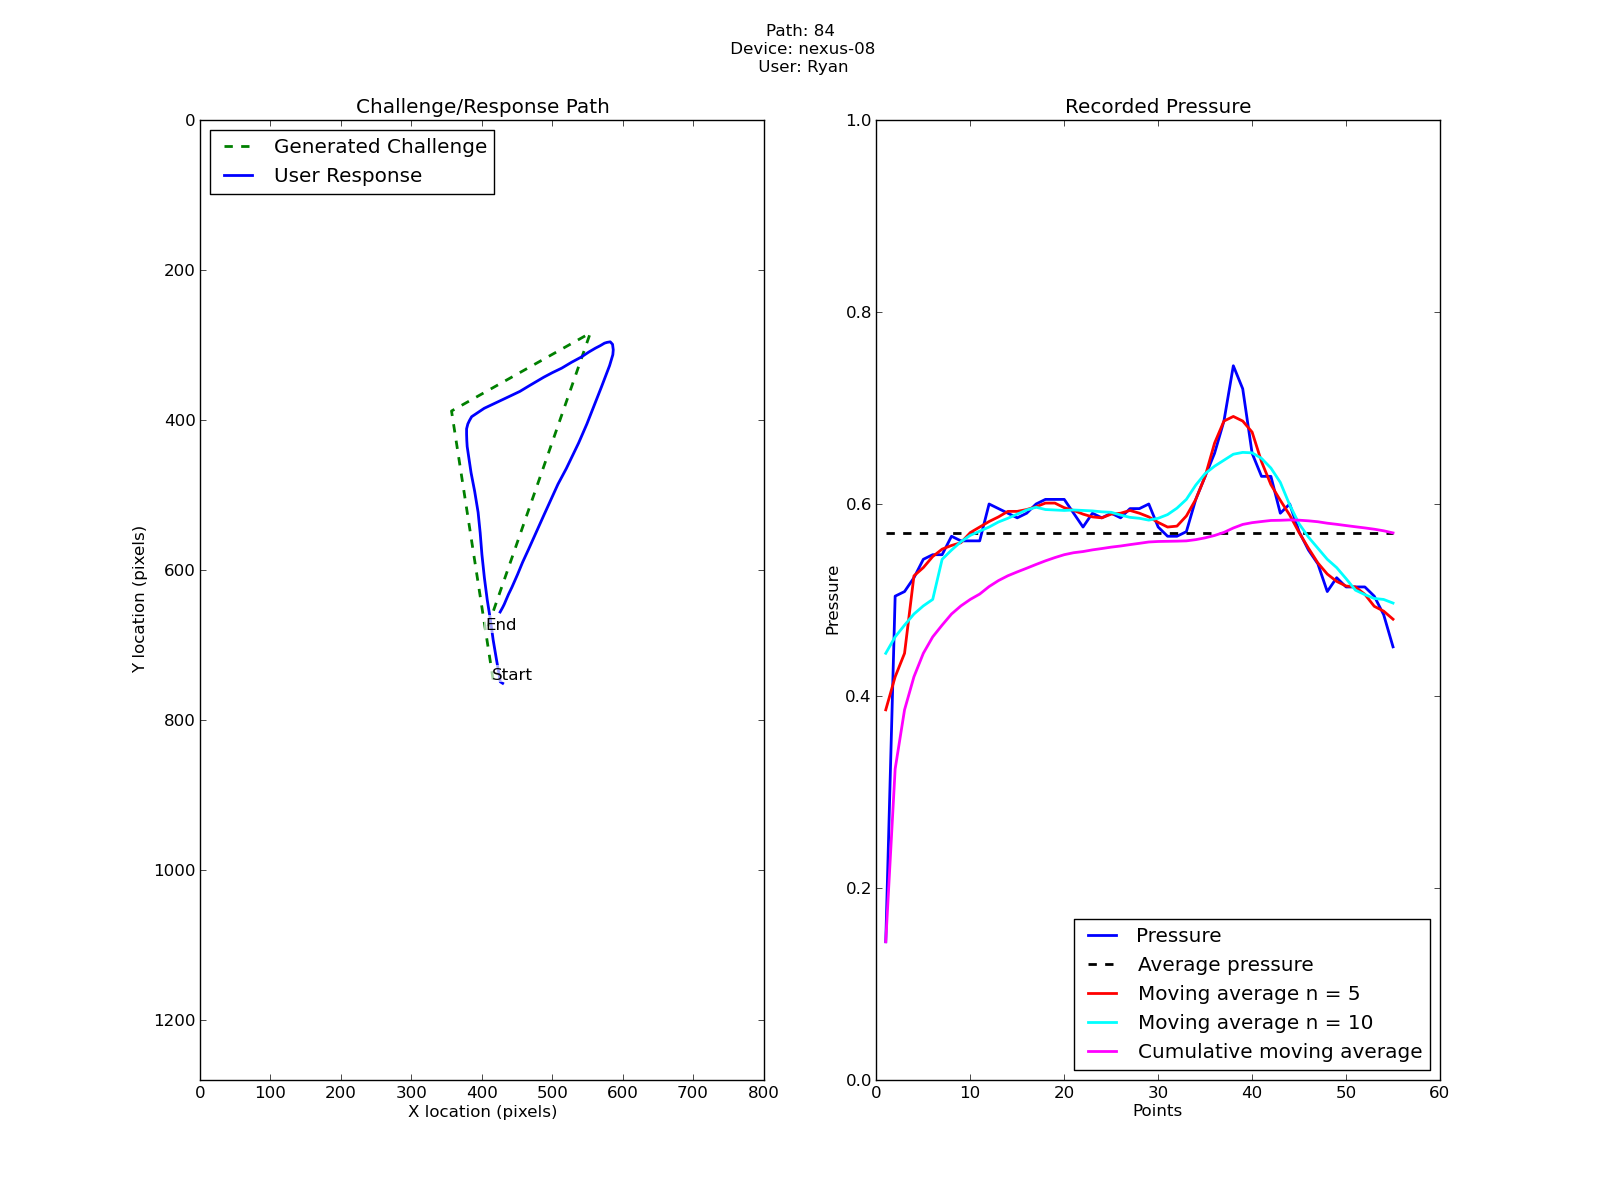 Path: 84
Device: nexus-08
User: Ryan
Challenge/Response Path
Generated Challenge
User Response
0
200
400
600
800
1000
1200
Y location (pixels)
End
Start
0 100 200 300 400 500 600 700 800
X location (pixels)
Recorded Pressure
1.0
0.8
0.6
0.4
0.2
0.0
Pressure
Pressure
Average pressure
Moving average n = 5
Moving average n = 10
Cumulative moving average
0 10 20 30 40 50 60
Points